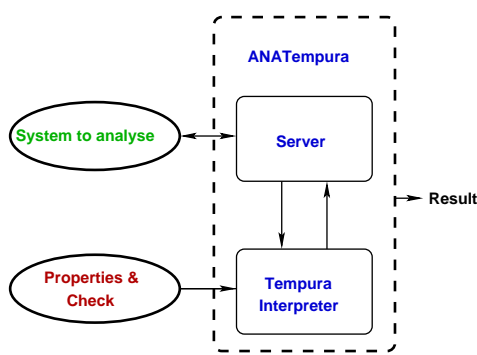 ANATempura
System to analyse
Server
Result
Properties &
Check
Tempura
Interpreter